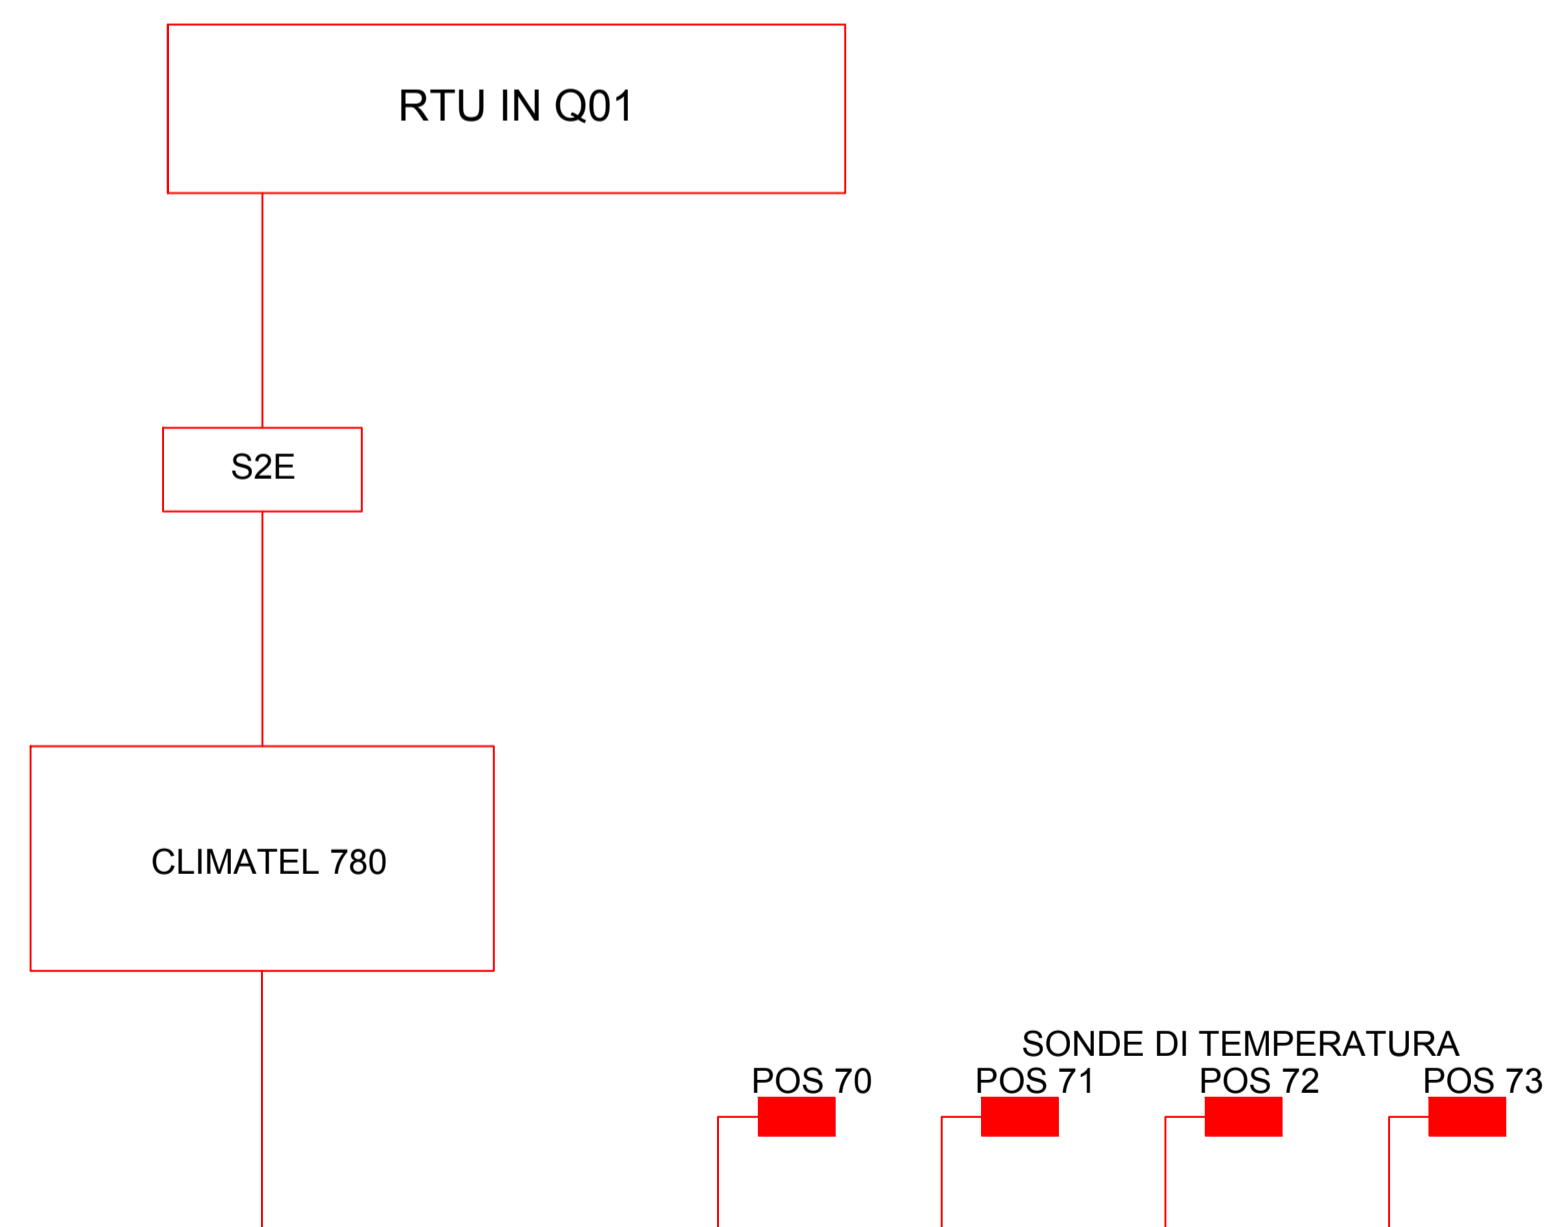 RTU IN Q01
S2E
CLIMATEL 780
SONDE DI TEMPERATURA
POS 70 POS 71 POS 72 POS 73